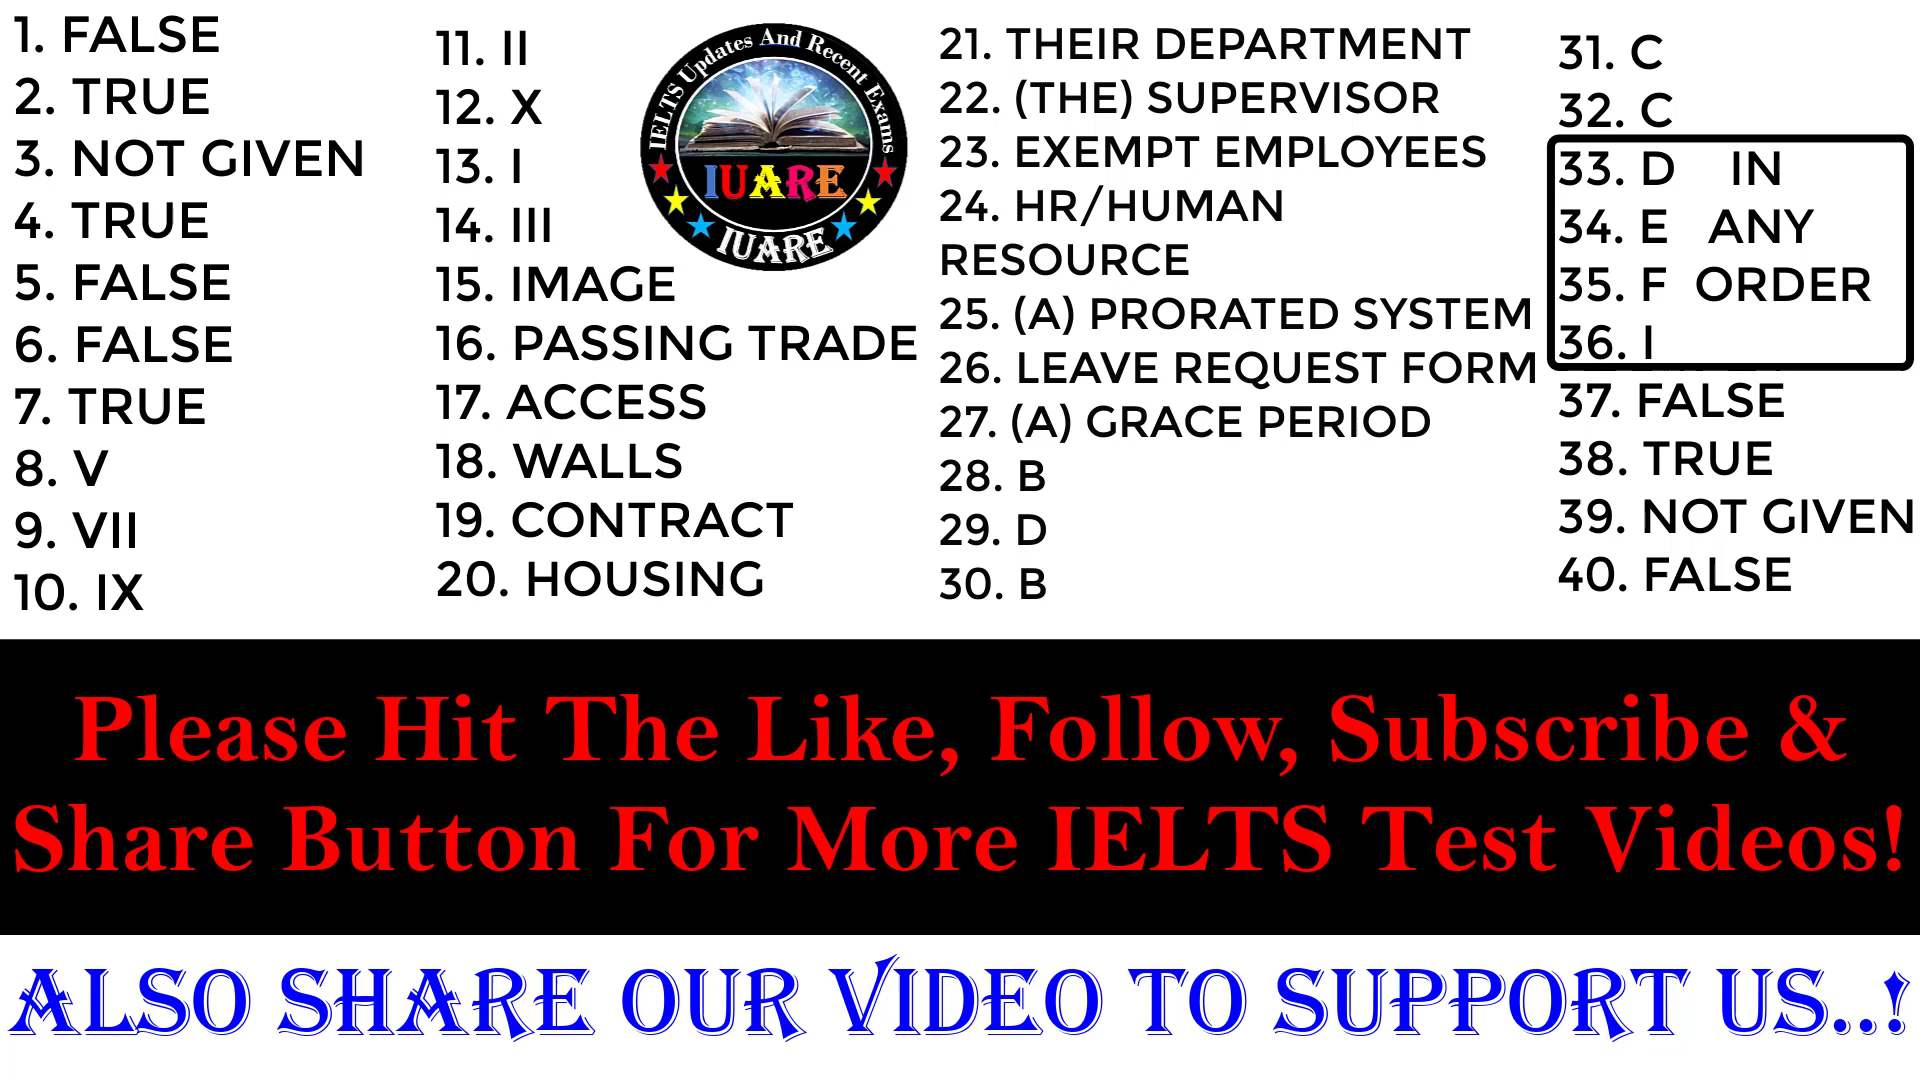 1. FALSE
2. TRUE
3. NOT GIVEN
4. TRUE
5. FALSE
6. FALSE
7. TRUE
8. V
9. VII
10. IX
11. II
12. X
13. I
14. III
15. IMAGE
16. PASSING TRADE
17. ACCESS
18. WALLS
19. CONTRACT
20. HOUSING
IELTS Updates And Recent Exams
IUARE
IUARE
21. THEIR DEPARTMENT
22. (THE) SUPERVISOR
23. EXEMPT EMPLOYEES
24. HR/HUMAN
RESOURCE
25. (A) PRORATED SYSTEM
26. LEAVE REQUEST FORM
27. (A) GRACE PERIOD
28. B
29. D
30. B
31. C
32. C
33. D IN
34. E ANY
35. F ORDER
36. I
37. FALSE
38. TRUE
39. NOT GIVEN
40. FALSE
Please Hit The Like, Follow, Subscribe &
Share Button For More IELTS Test Videos!
ALSO SHARE OUR VIDEO TO SUPPORT US..!